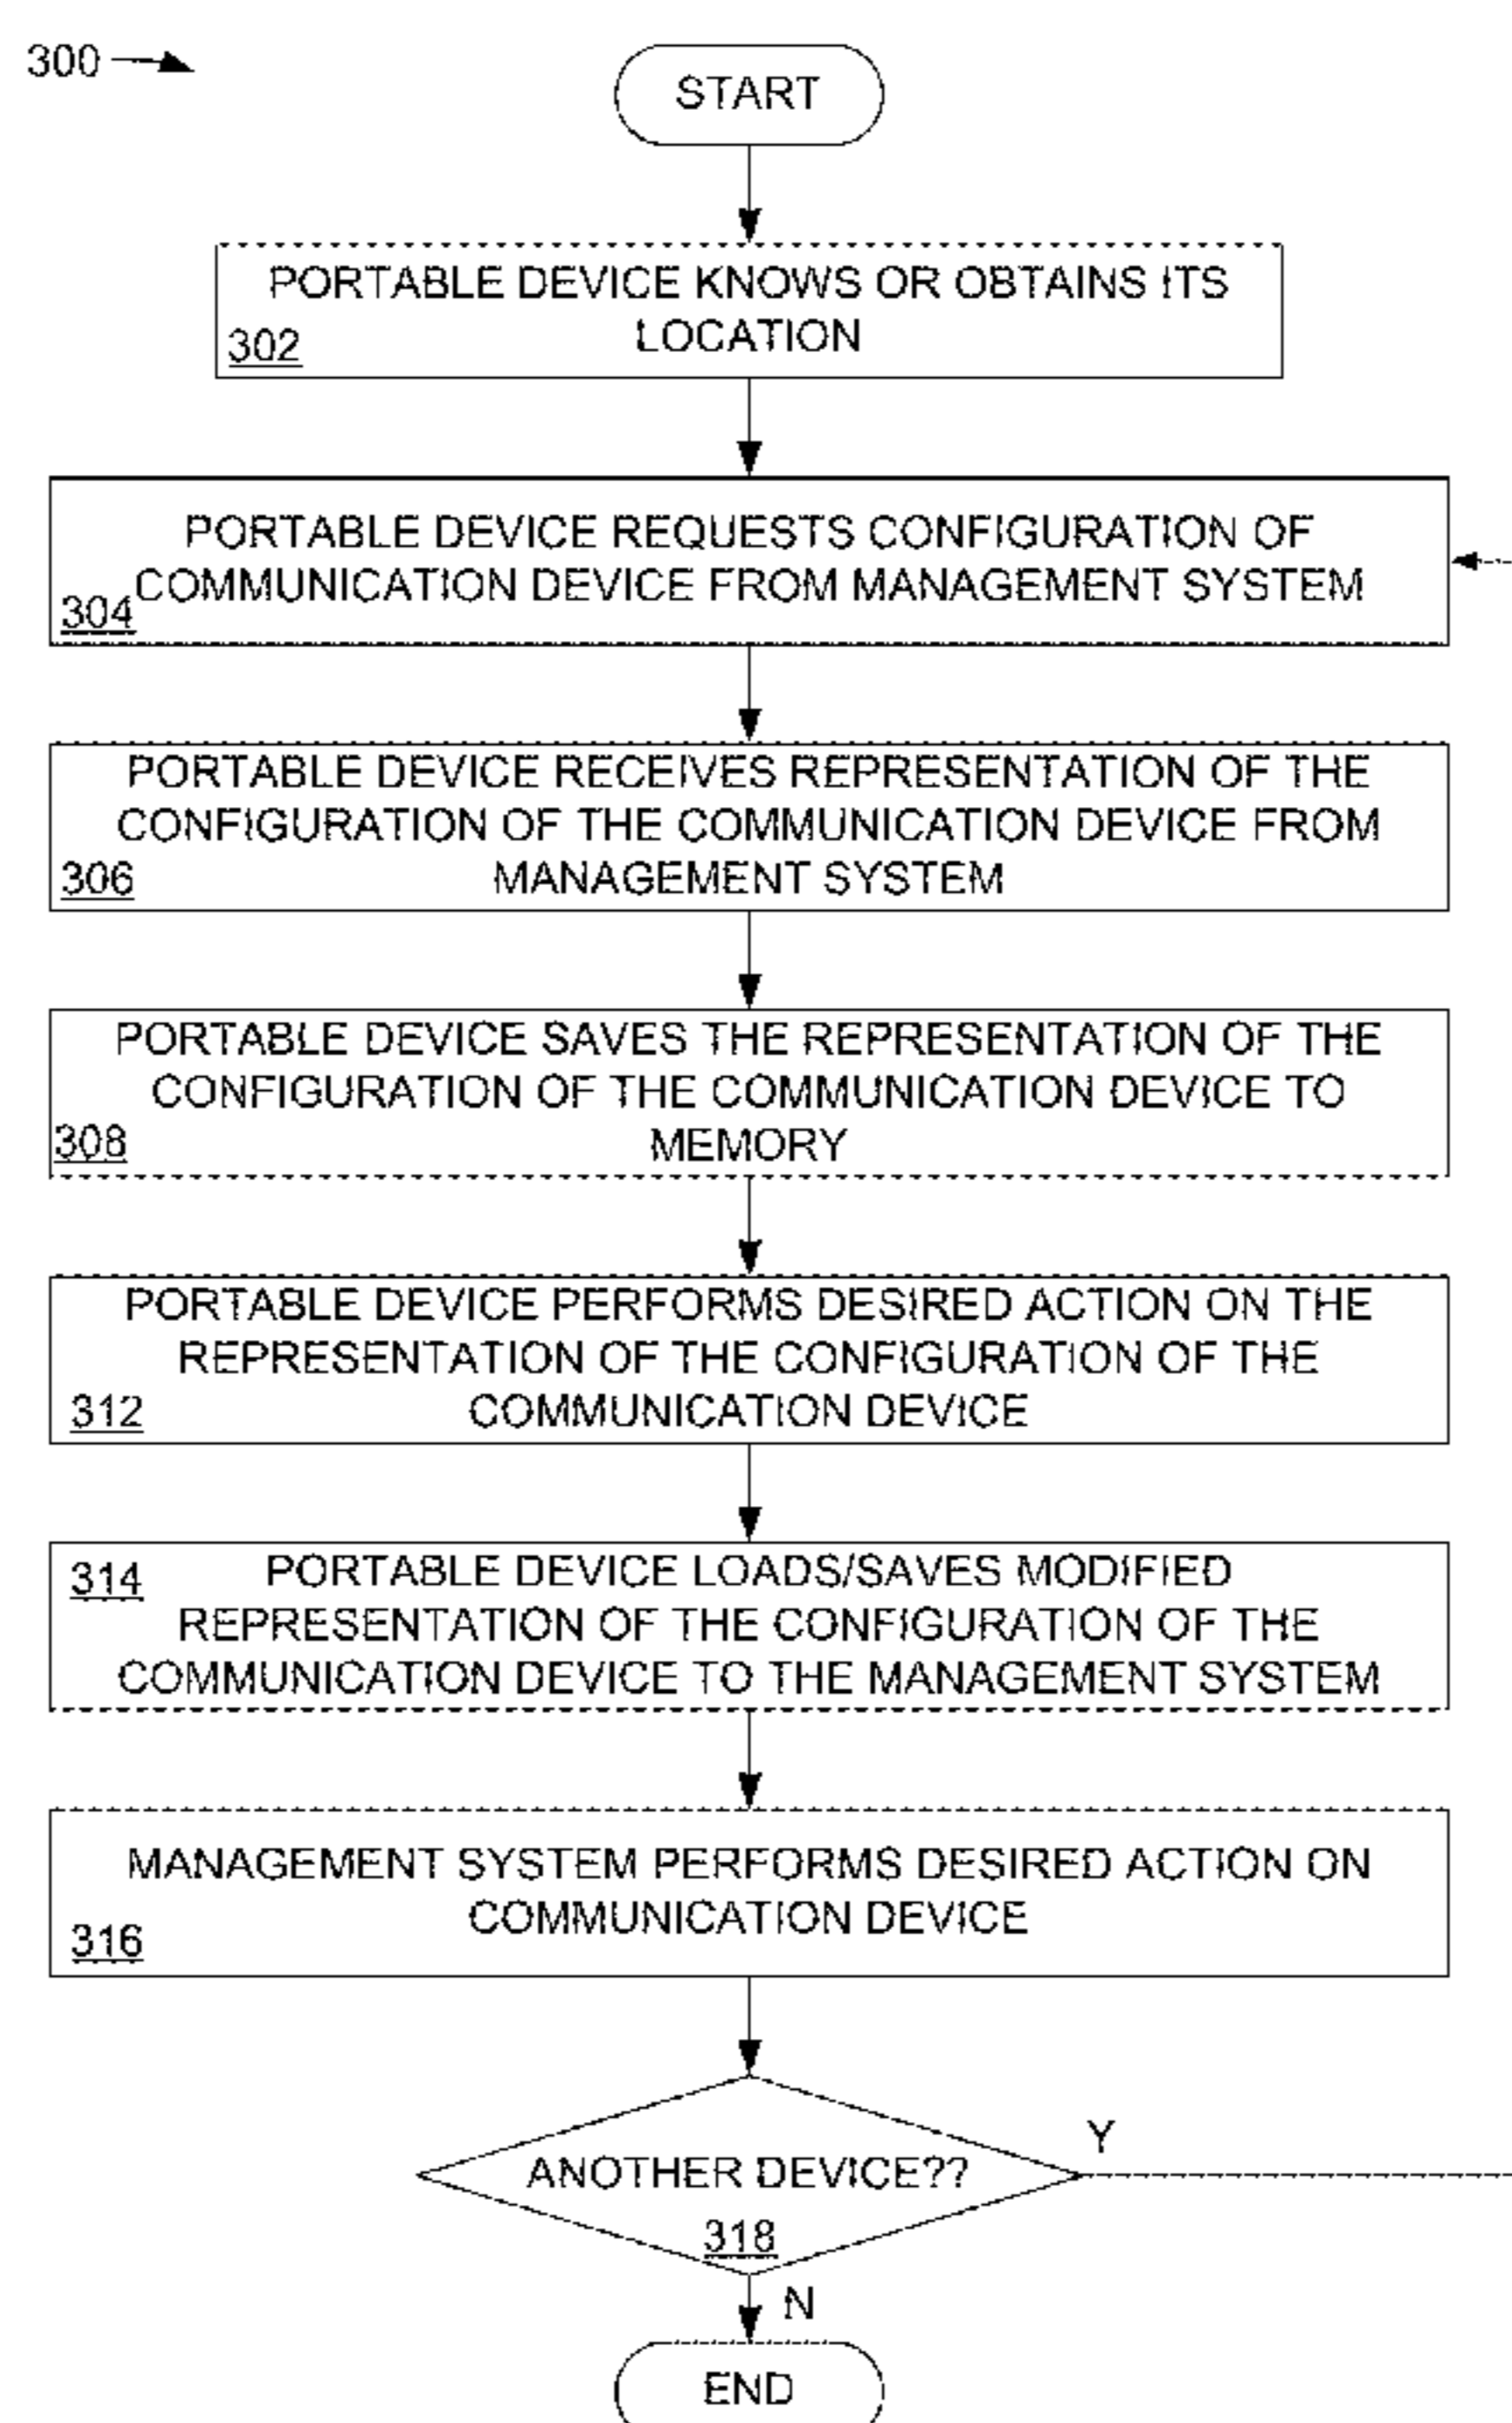 300
START
PORTABLE DEVICE KNOWS OR OBTAINS ITS
LOCATION
302
PORTABLE DEVICE REQUESTS CONFIGURATION OF
COMMUNICATION DEVICE FROM MANAGEMENT SYSTEM
304
PORTABLE DEVICE RECEIVES REPRESENTATION OF THE
CONFIGURATION OF THE COMMUNICATION DEVICE FROM
MANAGEMENT SYSTEM
306
PORTABLE DEVICE SAVES THE REPRESENTATION OF THE
CONFIGURATION OF THE COMMUNICATION DEVICE TO
MEMORY
308
PORTABLE DEVICE PERFORMS DESIRED ACTION ON THE
REPRESENTATION OF THE CONFIGURATION OF THE
COMMUNICATION DEVICE
312
314
PORTABLE DEVICE LOADS/SAVES MODIFIED
REPRESENTATION OF THE CONFIGURATION OF THE
COMMUNICATION DEVICE TO THE MANAGEMENT SYSTEM
MANAGEMENT SYSTEM PERFORMS DESIRED ACTION ON
COMMUNICATION DEVICE
316
Y
ANOTHER DEVICE??
318
N
END